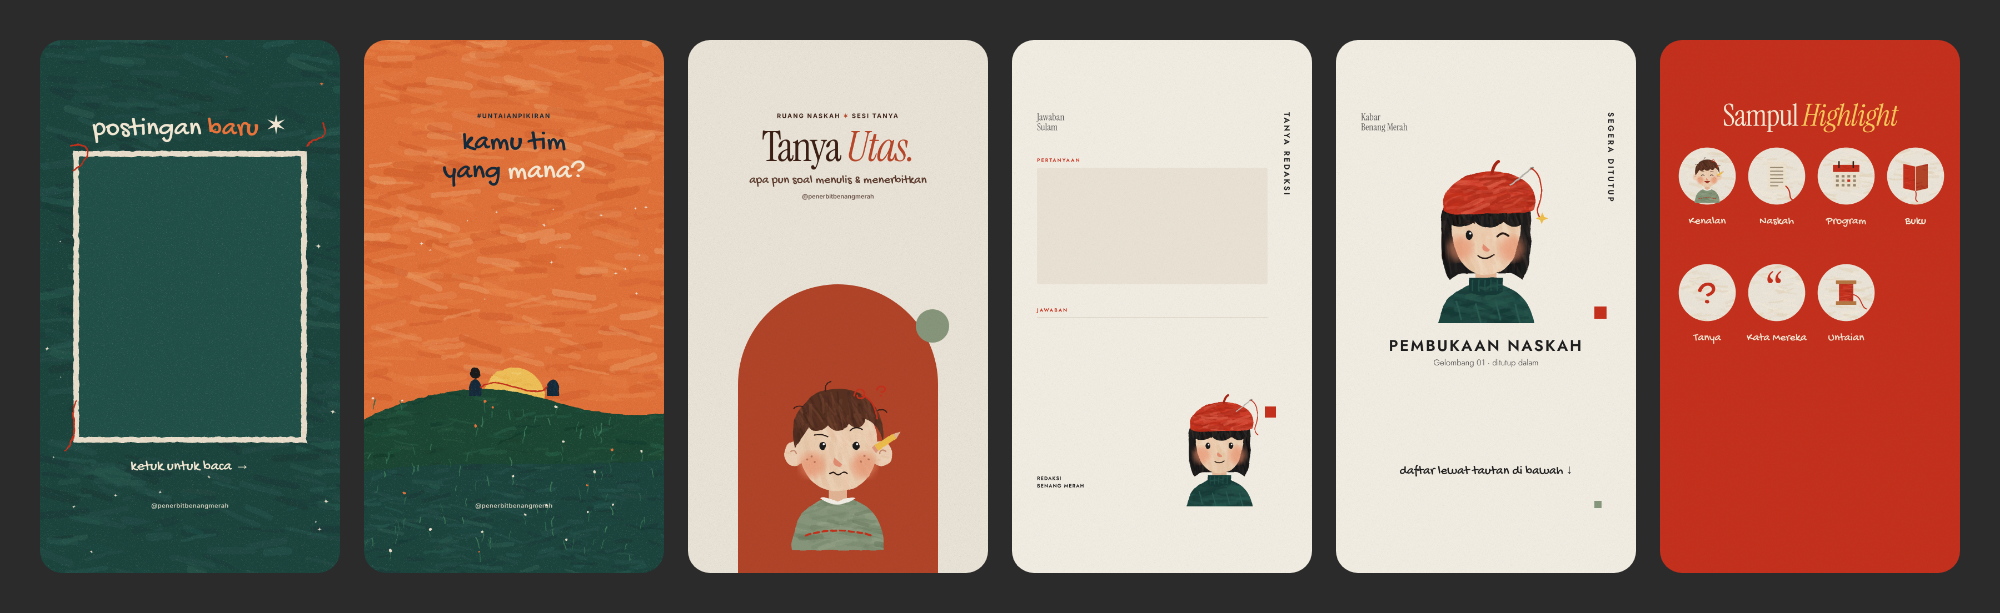 postingan baru
ketuk untuk baca →
@penerbitbenangmerah
#UNTAIANPIKIRAN
kamu tim
yang mana?
@penerbitbenangmerah
RUANG NASKAH ✶ SESI TANYA
Tanya Utas.
apa pun soal menulis & menerbitkan
@penerbitbenangmerah
Jawaban
Sulam
TANYA REDAKSI
PERTANYAAN
JAWABAN
REDAKSI
BENANG MERAH
Kabar
Benang Merah
SEGERA DITUTUP
PEMBUKAAN NASKAH
Gelombang 01 · ditutup dalam
daftar lewat tautan di bawah ↓
Sampul Highlight
Kenalan
Naskah
Program
Buku
?
“
Tanya
Kata Mereka
Untaian